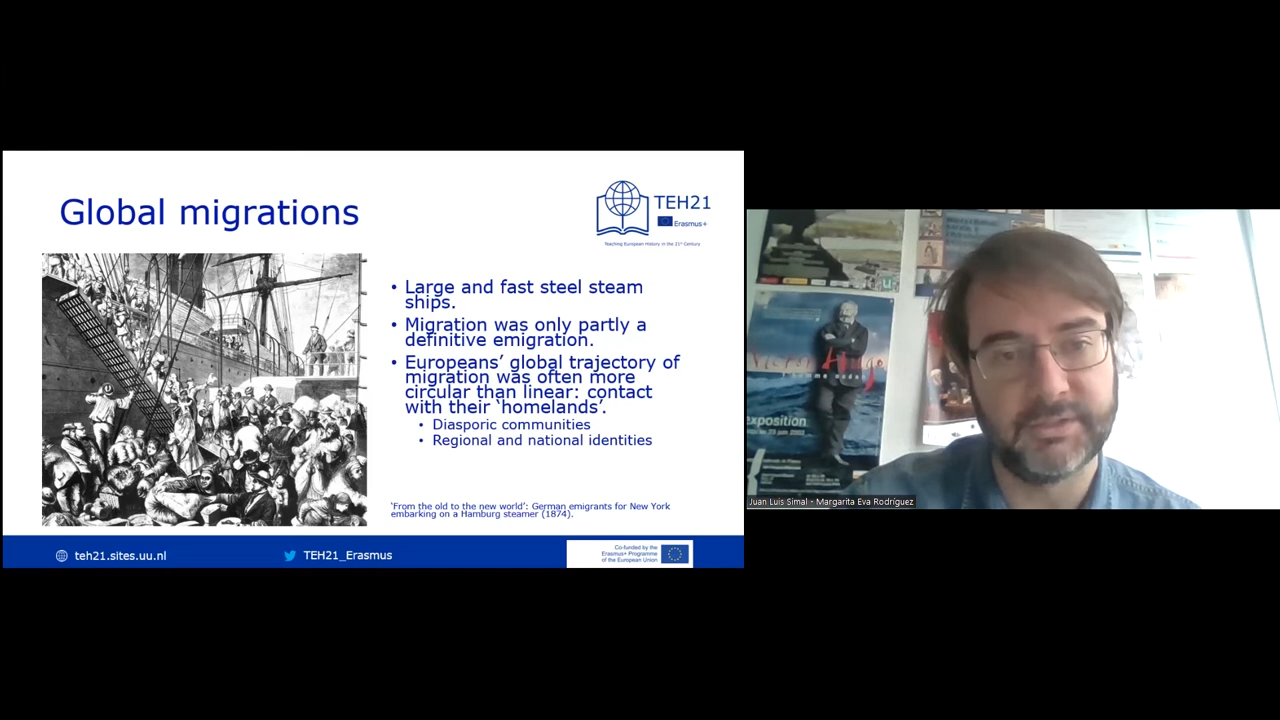 Global migrations
TEH21
Erasmus+
Teaching European History in the 21st Century
• Large and fast steel steam
ships.
• Migration was only partly a
definitive emigration.
• Europeans’ global trajectory of
migration was often more
circular than linear: contact
with their ‘homelands’.
• Diasporic communities
• Regional and national identities
‘From the old to the new world’: German emigrants for New York
embarking on a Hamburg steamer (1874).
teh21.sites.uu.nl
TEH21_Erasmus
Co-funded by the
Erasmus+ Programme
of the European Union
Victor Hugo
exposition
Juan Luis Simal - Margarita Eva Rodríguez